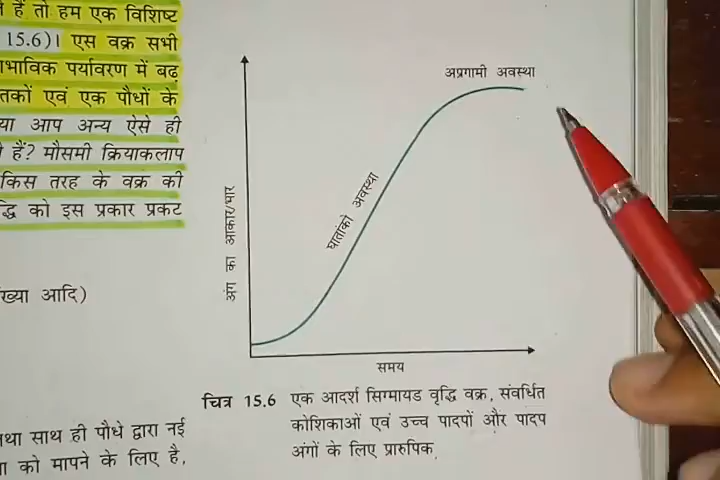 हैं तो हम एक विशिष्ट
15.6)। एस वक्र सभी
पर्यावरण में बढ़
एवं एक पौधों के
या आप अन्य ऐसे ही
हैं? मौसमी क्रियाकलाप
किस तरह के वक्र की
को इस प्रकार प्रकट
आदि)
साथ ही पौधे द्वारा नई
को मापने के लिए है,
अप्रगामी अवस्था
घातांकी अवस्था
अंग का आकार/भार
समय
चित्र 15.6 एक आदर्श सिग्मायड वृद्धि वक्र, संवर्धित
कोशिकाओं एवं उच्च पादपों और पादप
अंगों के लिए प्रारुपिक